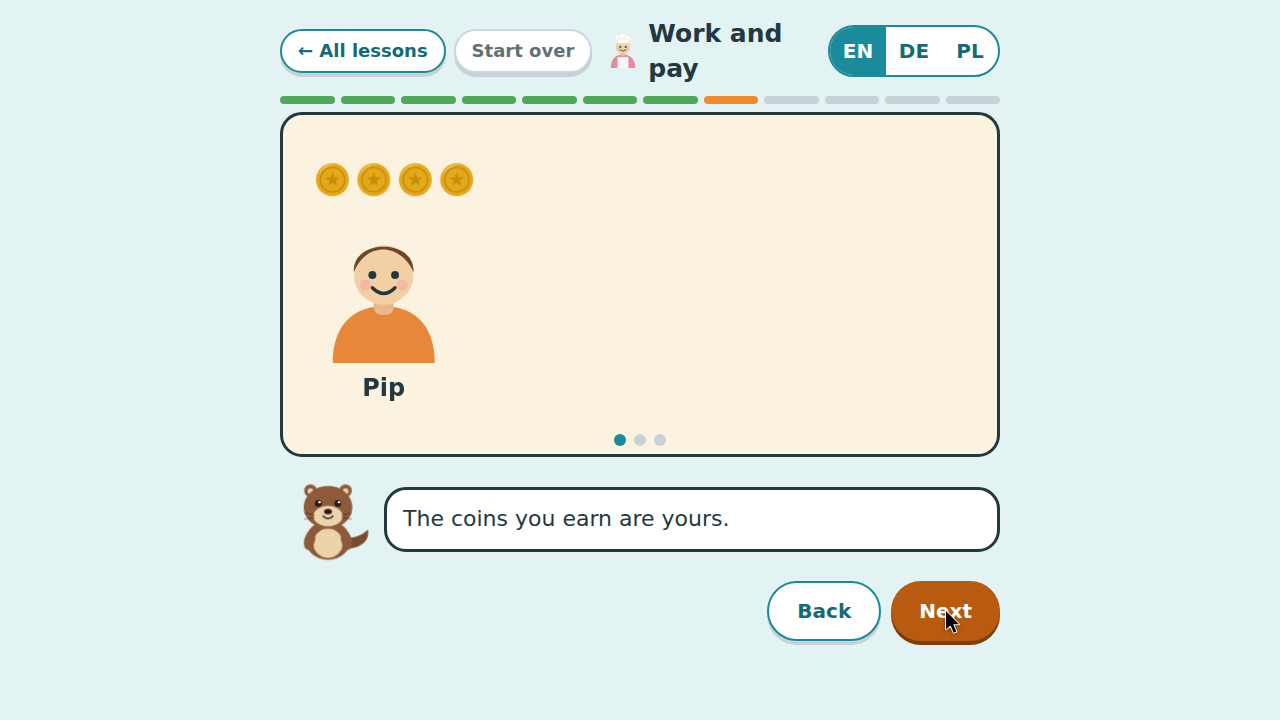 ← All lessons
Start over
Work and
pay
EN DE PL
Pip
The coins you earn are yours.
Back
Next